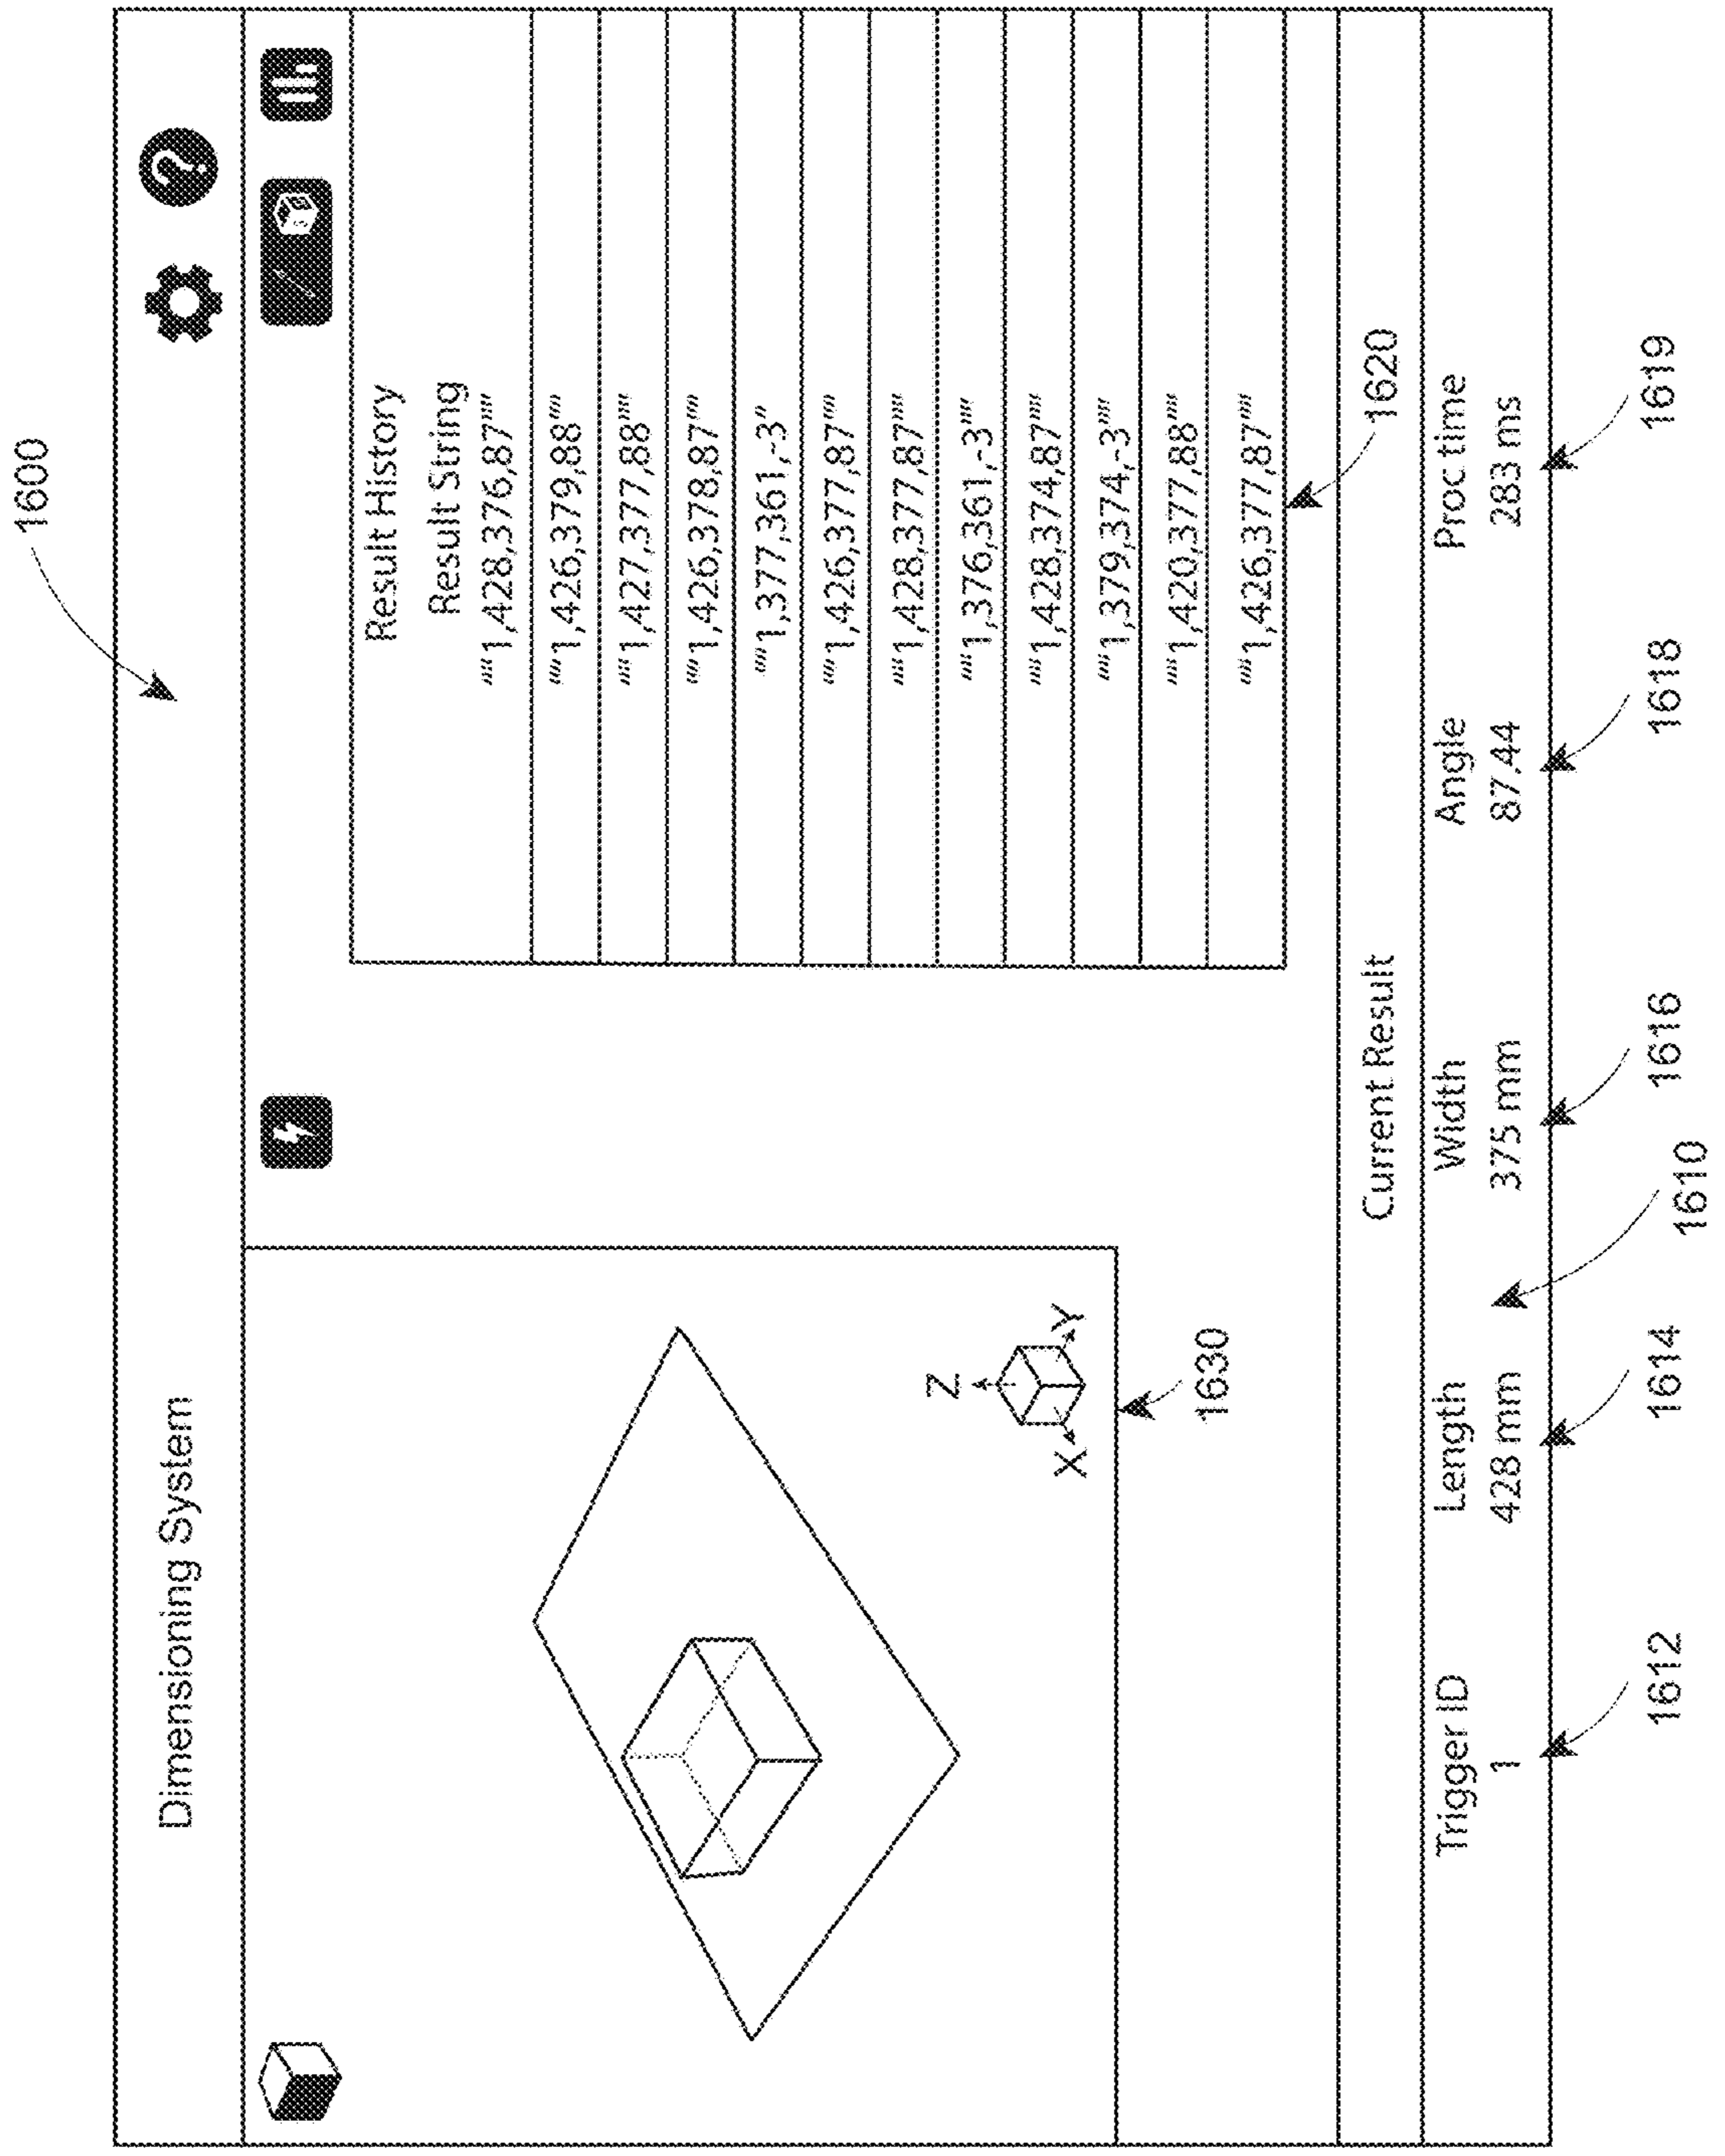 1600
Dimensioning System
Result History
Result String
""1,428,376,87""
""1,426,379,88""
""1,427,377,88""
""1,426,378,87""
""1,377,361,-3"
""1,426,377,87""
""1,428,377,87""
""1,376,361,-3""
""1,428,374,87""
""1,379,374,-3""
""1,420,377,88""
""1,426,377,87""
1620
Z
X
Y
1630
Current Result
Trigger ID Length Width Angle Proc time
1 428 mm 375 mm 87.44 283 ms
1612 1614 1610 1616 1618 1619